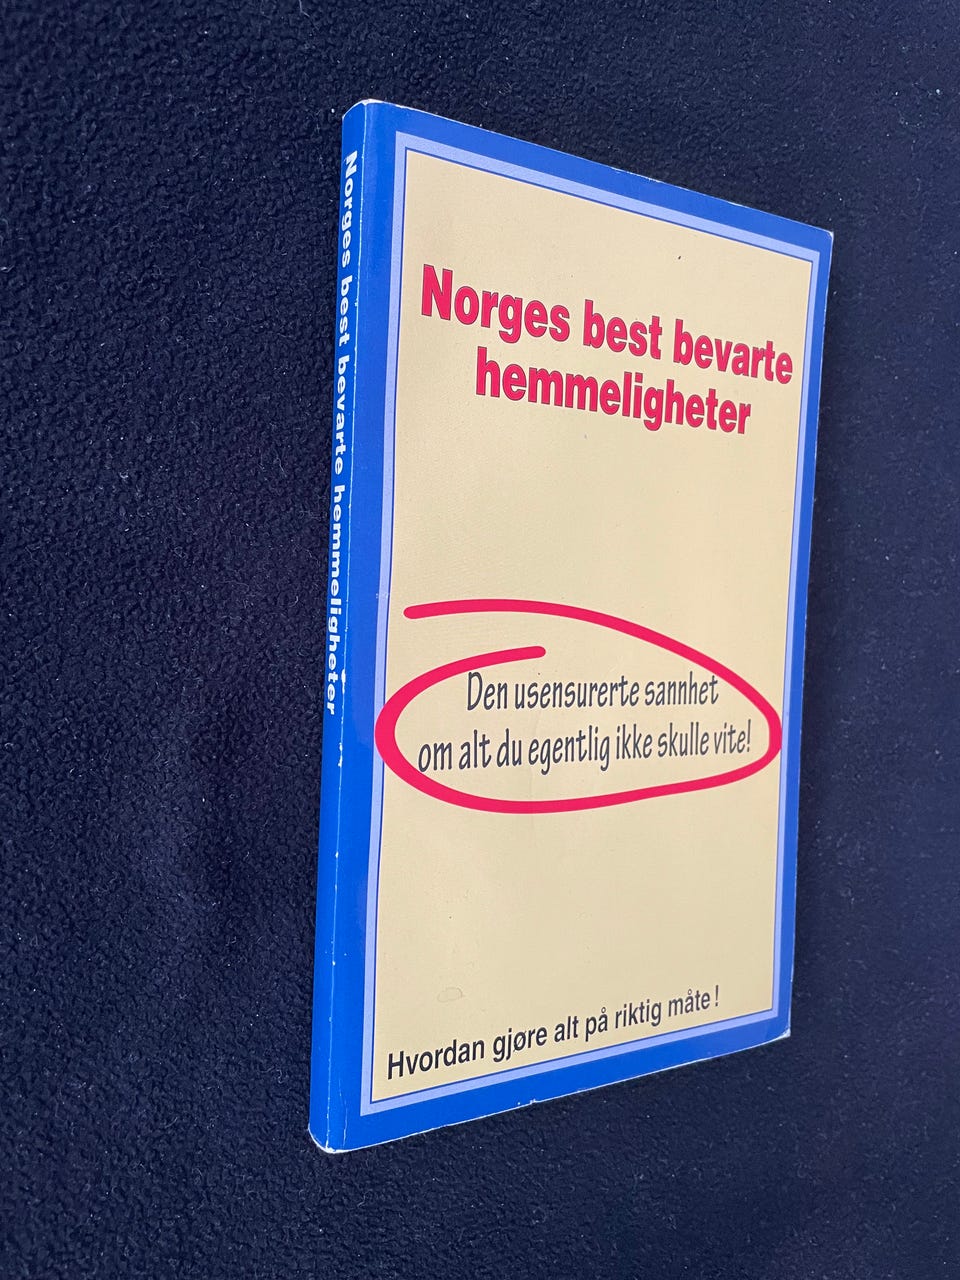 Norges best bevarte hemmeligheter
Norges best bevarte
hemmeligheter
Den usensurerte sannhet
om alt du egentlig ikke skulle vite!
Hvordan gjøre alt på riktig måte!